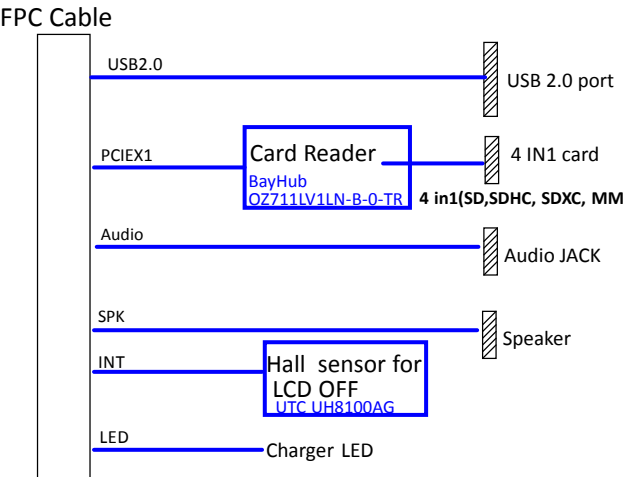 FPC Cable
USB2.0
USB 2.0 port
PCIEX1
Card Reader
BayHub
OZ711LV1LN-B-0-TR
4 IN1 card
4 in1(SD,SDHC, SDXC, MM
Audio
Audio JACK
SPK
Speaker
INT
Hall sensor for
LCD OFF
UTC UH8100AG
LED
Charger LED